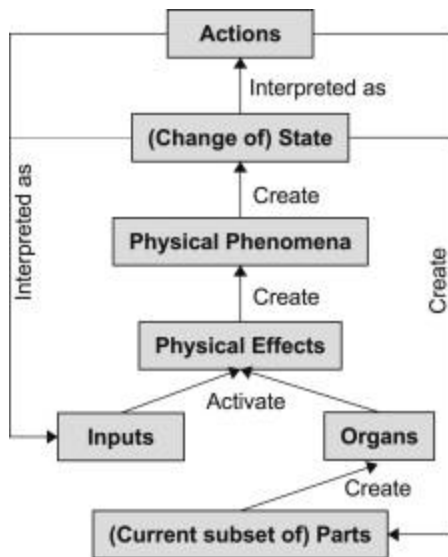 Actions
Interpreted as
(Change of) State
Create
Physical Phenomena
Interpreted as
Create
Create
Physical Effects
Activate
Inputs
Organs
Create
(Current subset of) Parts